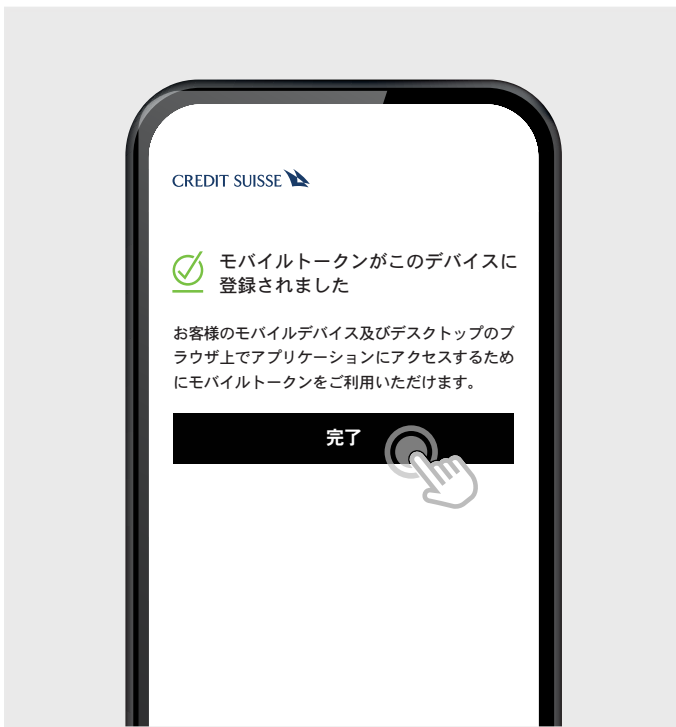 CREDIT SUISSE
モバイルトークンがこのデバイスに
登録されました
お客様のモバイルデバイス及びデスクトップのブ
ラウザ上でアプリケーションにアクセスするため
にモバイルトークンをご利用いただけます。
完了